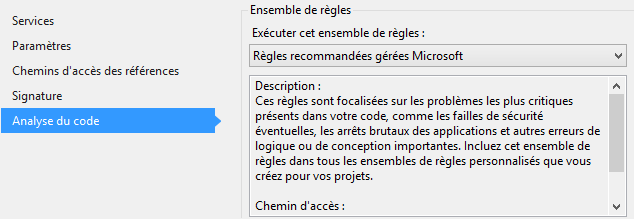 Services
Paramètres
Chemins d'accès des références
Signature
Analyse du code
Ensemble de règles
Exécuter cet ensemble de règles :
Règles recommandées gérées Microsoft
Description :
Ces règles sont focalisées sur les problèmes les plus critiques
présents dans votre code, comme les failles de sécurité
éventuelles, les arrêts brutaux des applications et autres erreurs de
logique ou de conception importantes. Incluez cet ensemble de
règles dans tous les ensembles de règles personnalisés que vous
créez pour vos projets.
Chemin d'accès :